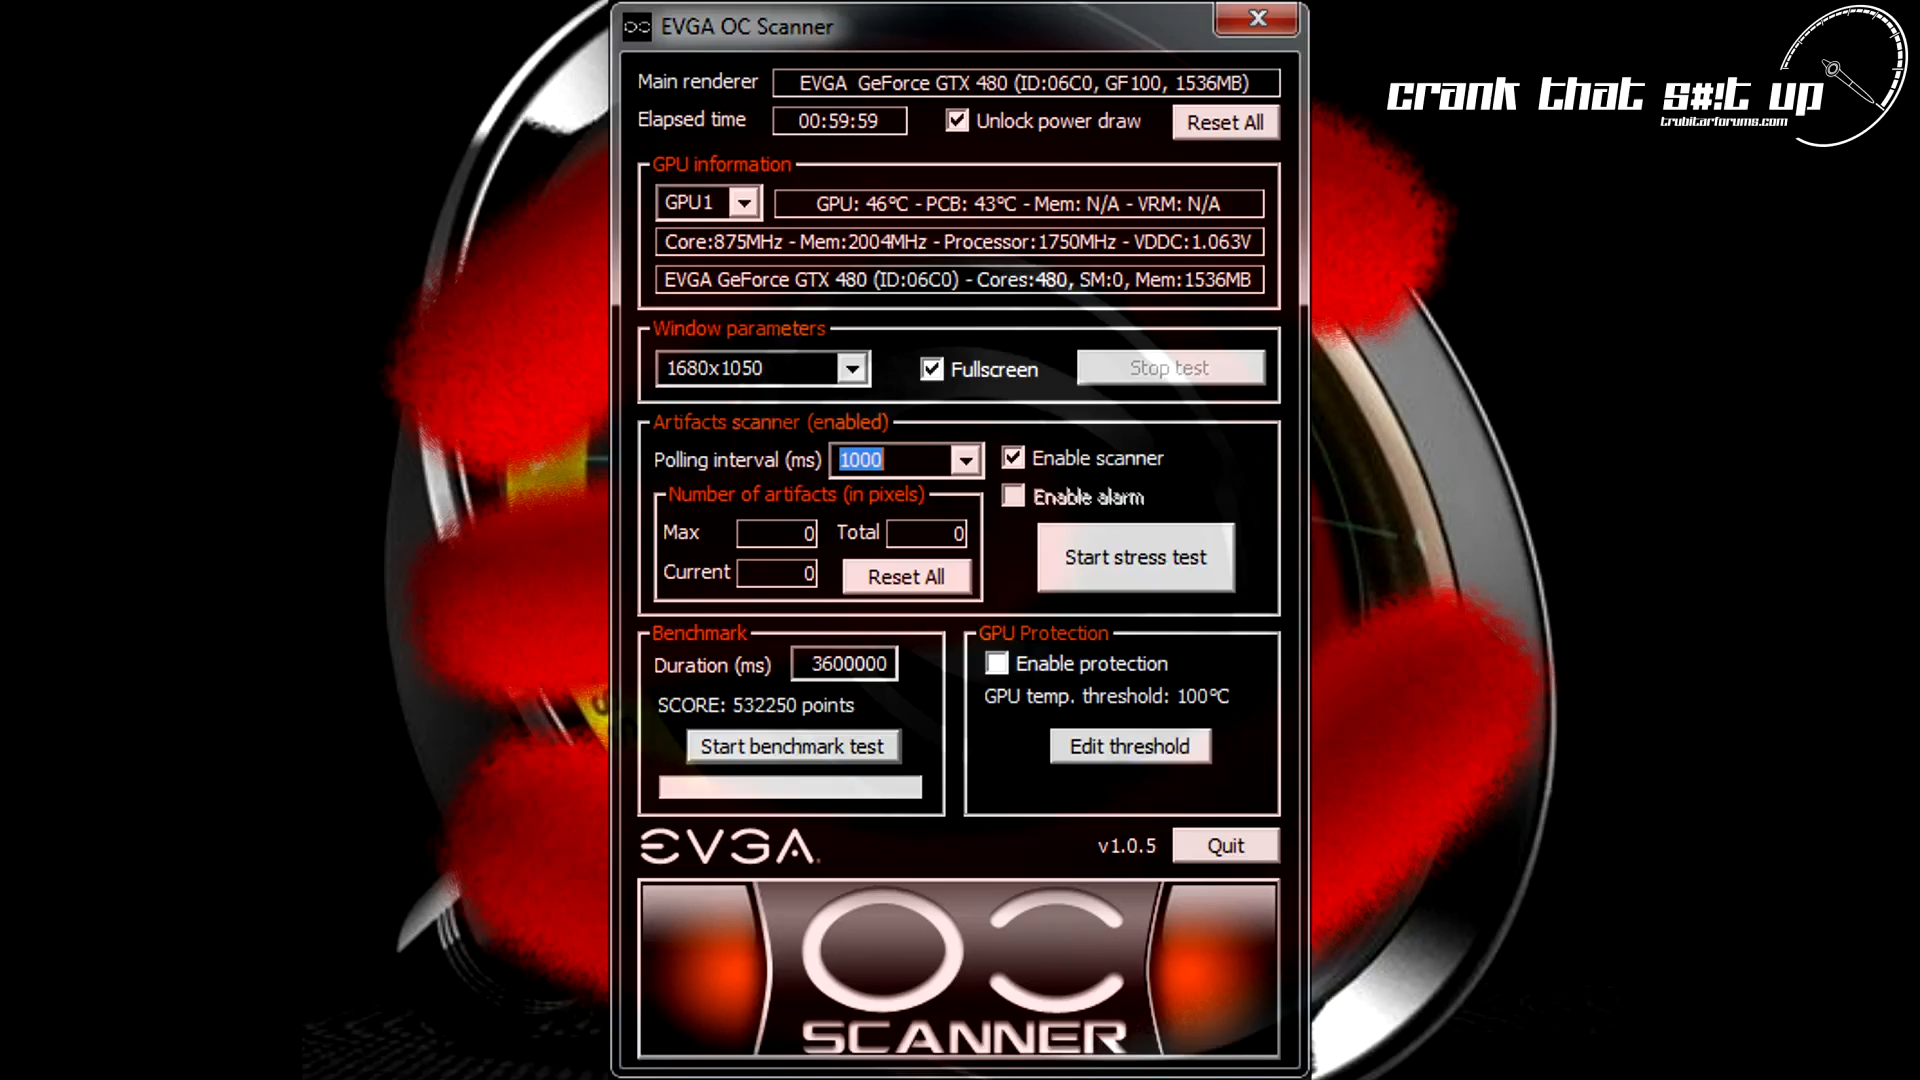 EVGA OC Scanner
crank that s#!t up
trubitarforums.com
Main renderer EVGA GeForce GTX 480 (ID:06C0, GF100, 1536MB)
Elapsed time 00:59:59 Unlock power draw Reset All
GPU information
GPU1 GPU: 46°C - PCB: 43°C - Mem: N/A - VRM: N/A
Core:875MHz - Mem:2004MHz - Processor:1750MHz - VDDC:1.063V
EVGA GeForce GTX 480 (ID:06C0) - Cores:480, SM:0, Mem:1536MB
Window parameters
1680x1050 Fullscreen Stop test
Artifacts scanner (enabled)
Polling interval (ms) 1000 Enable scanner
Number of artifacts (in pixels) Enable alarm
Max 0 Total 0
Start stress test
Current 0 Reset All
Benchmark
Duration (ms) 3600000
SCORE: 532250 points
Start benchmark test
GPU Protection
Enable protection
GPU temp. threshold: 100°C
Edit threshold
EVGA v1.0.5 Quit
OC
SCANNER